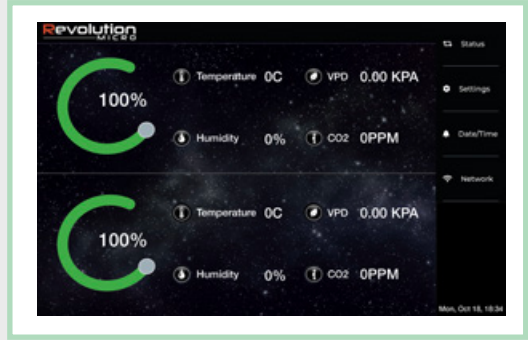 Revolution
MICRO
Status
Temperature 0C VPD 0.00 KPA
100%
Settings
Humidity 0% CO2 0PPM
Date/Time
Network
Temperature 0C VPD 0.00 KPA
100%
Humidity 0% CO2 0PPM
Mon, Oct 18, 18:34